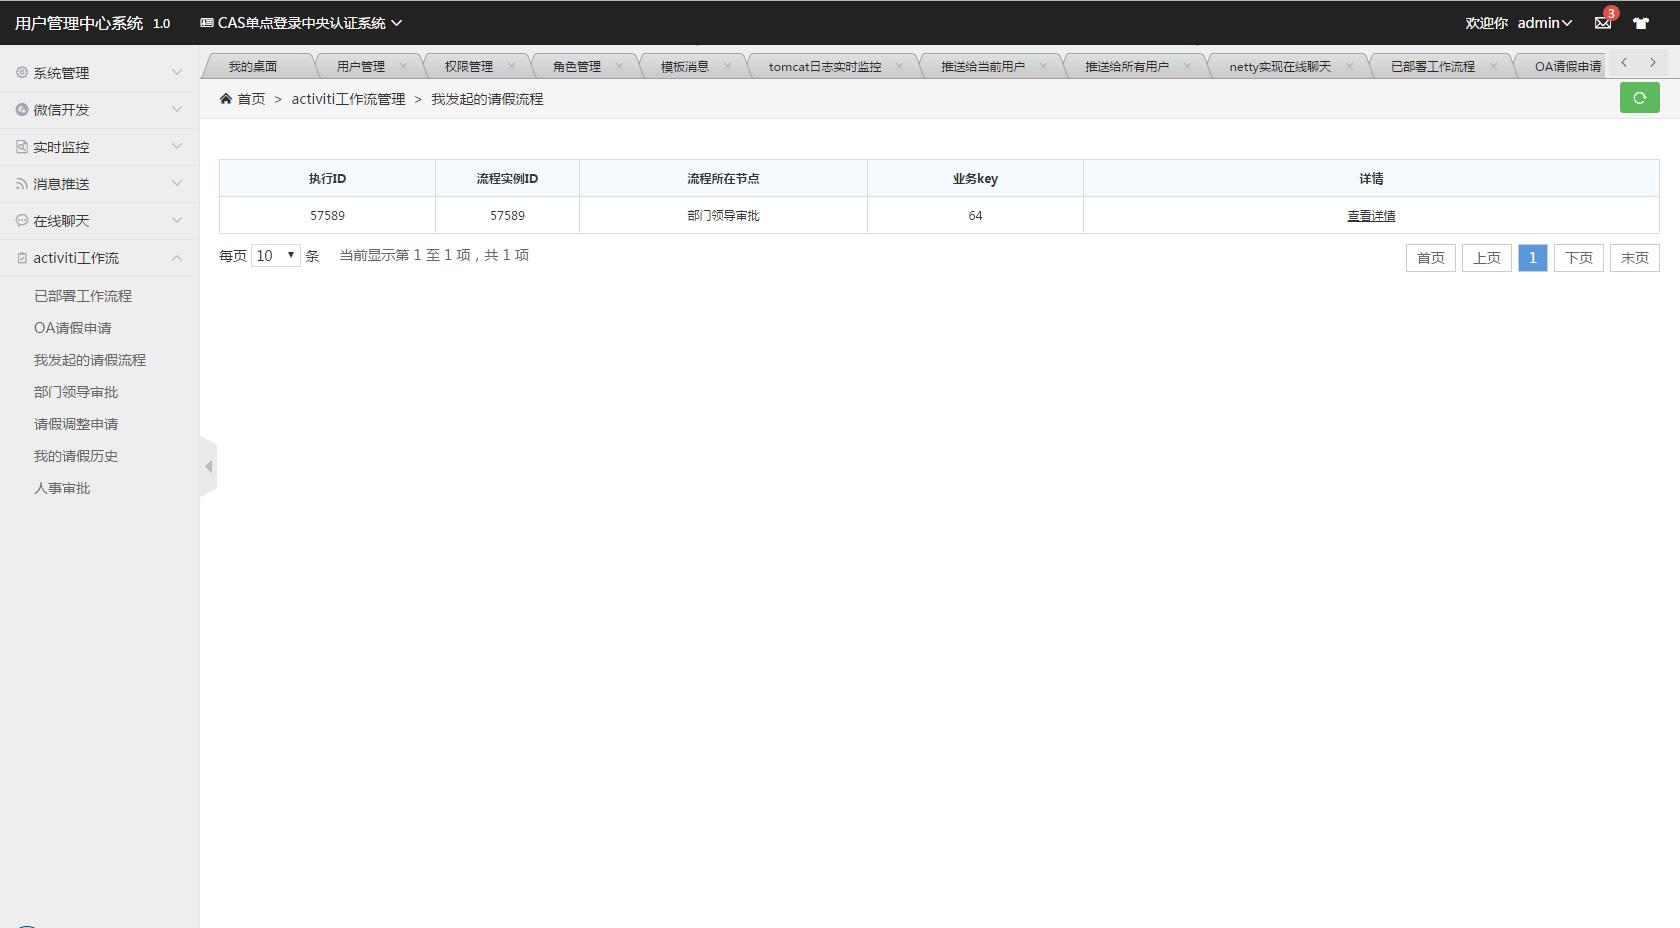 用户管理中心系统 1.0 CAS单点登录中央认证系统 欢迎你 admin 3
我的桌面 用户管理 权限管理 角色管理 模板消息 tomcat日志实时监控 推送给当前用户 推送给所有用户 netty实现在线聊天 已部署工作流程 OA请假申请
首页 > activiti工作流管理 > 我发起的请假流程
系统管理
微信开发
实时监控
消息推送
在线聊天
activiti工作流
已部署工作流程
OA请假申请
我发起的请假流程
部门领导审批
请假调整申请
我的请假历史
人事审批
执行ID 流程实例ID 流程所在节点 业务key 详情
57589 57589 部门领导审批 64 查看详情
每页 10 条 当前显示第 1 至 1 项，共 1 项 首页 上页 1 下页 末页